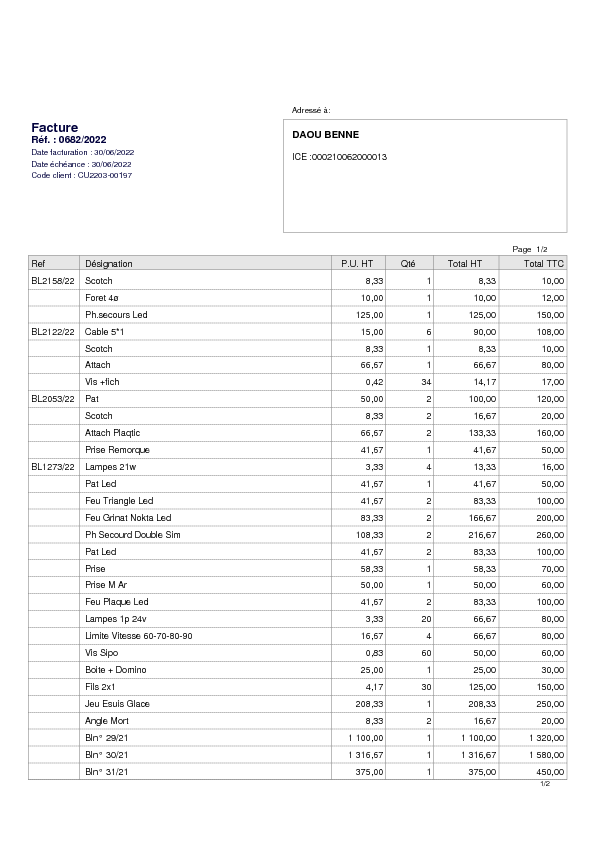 Adressé à:
Facture
Réf. : 0682/2022
Date facturation : 30/06/2022
Date échéance : 30/06/2022
Code client : CU2203-00197
DAOU BENNE
ICE :000210062000013
Page 1/2
Ref Désignation P.U. HT Qté Total HT Total TTC
BL2158/22 Scotch 8,33 1 8,33 10,00
Foret 4ø 10,00 1 10,00 12,00
Ph.secours Led 125,00 1 125,00 150,00
BL2122/22 Cable 5*1 15,00 6 90,00 108,00
Scotch 8,33 1 8,33 10,00
Attach 66,67 1 66,67 80,00
Vis +fich 0,42 34 14,17 17,00
BL2053/22 Pat 50,00 2 100,00 120,00
Scotch 8,33 2 16,67 20,00
Attach Plaqtic 66,67 2 133,33 160,00
Prise Remorque 41,67 1 41,67 50,00
BL1273/22 Lampes 21w 3,33 4 13,33 16,00
Pat Led 41,67 1 41,67 50,00
Feu Triangle Led 41,67 2 83,33 100,00
Feu Grinat Nokta Led 83,33 2 166,67 200,00
Ph Secourd Double Sim 108,33 2 216,67 260,00
Pat Led 41,67 2 83,33 100,00
Prise 58,33 1 58,33 70,00
Prise M Ar 50,00 1 50,00 60,00
Feu Plaque Led 41,67 2 83,33 100,00
Lampes 1p 24v 3,33 20 66,67 80,00
Limite Vitesse 60-70-80-90 16,67 4 66,67 80,00
Vis Sipo 0,83 60 50,00 60,00
Boite + Domino 25,00 1 25,00 30,00
Fils 2x1 4,17 30 125,00 150,00
Jeu Esuis Glace 208,33 1 208,33 250,00
Angle Mort 8,33 2 16,67 20,00
Bln° 29/21 1 100,00 1 1 100,00 1 320,00
Bln° 30/21 1 316,67 1 1 316,67 1 580,00
Bln° 31/21 375,00 1 375,00 450,00
1/2